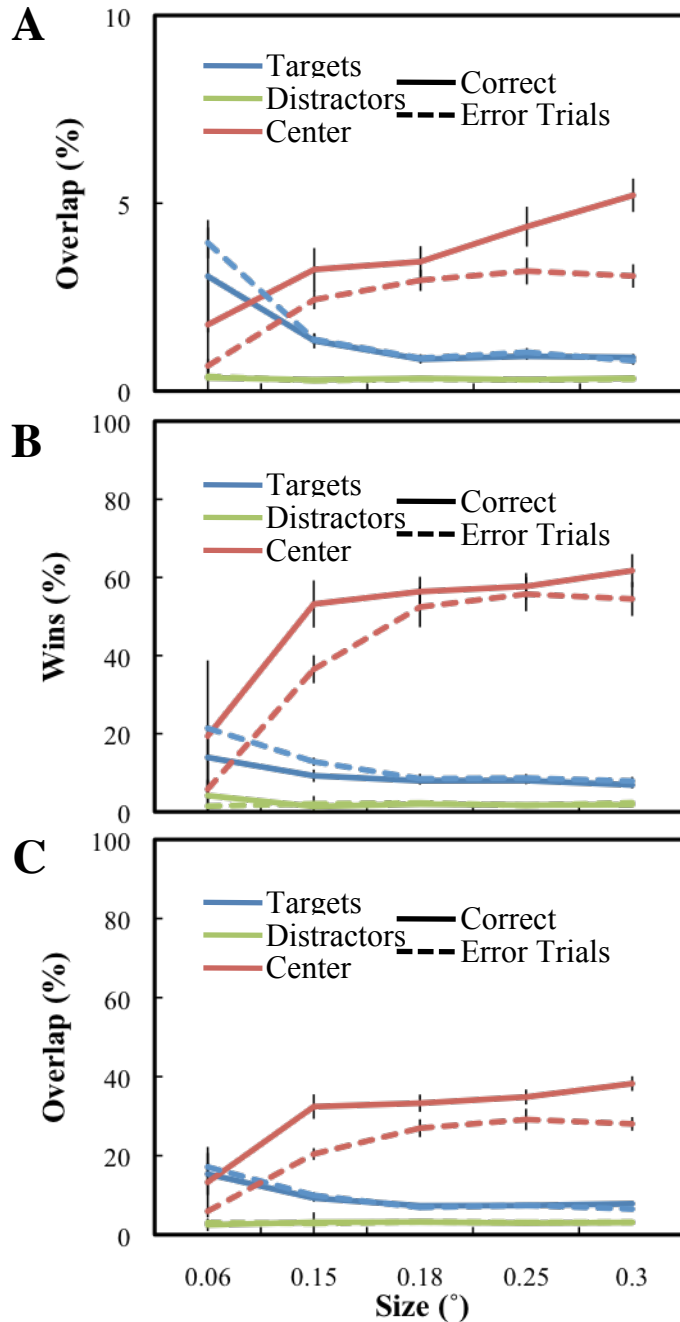 A
10
Targets
Correct
Distractors
Error Trials
Center
Overlap (%)
5
0
B
100
Targets
Correct
80
Distractors
Error Trials
Center
60
Wins (%)
40
20
0
C
100
Targets
Correct
80
Distractors
Error Trials
Center
60
Overlap (%)
40
20
0
0.06 0.15 0.18 0.25 0.3
Size (°)